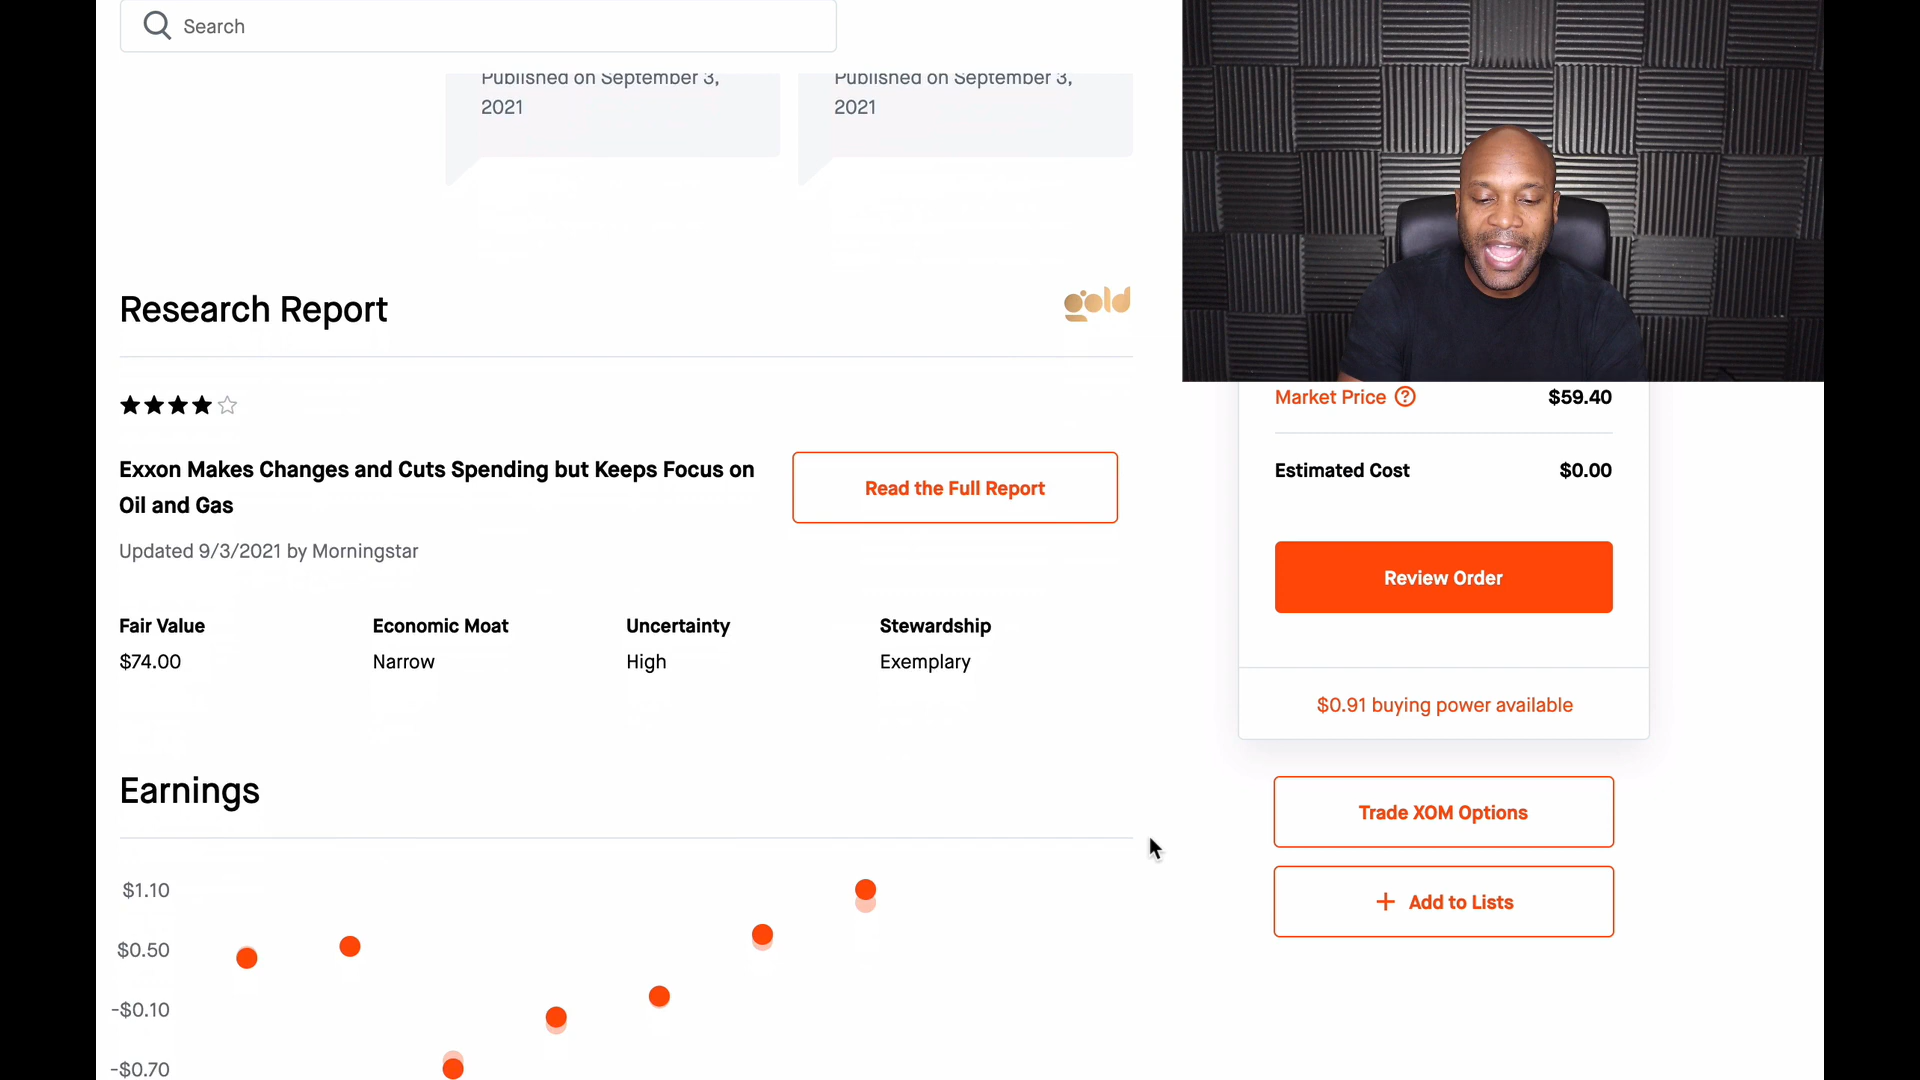 Search
Published on September 3,
2021
Published on September 3,
2021
Research Report
gold
Exxon Makes Changes and Cuts Spending but Keeps Focus on
Oil and Gas
Read the Full Report
Updated 9/3/2021 by Morningstar
Fair Value
$74.00
Economic Moat
Narrow
Uncertainty
High
Stewardship
Exemplary
Earnings
$1.10
$0.50
-$0.10
-$0.70
Market Price ?
$59.40
Estimated Cost
$0.00
Review Order
$0.91 buying power available
Trade XOM Options
+ Add to Lists